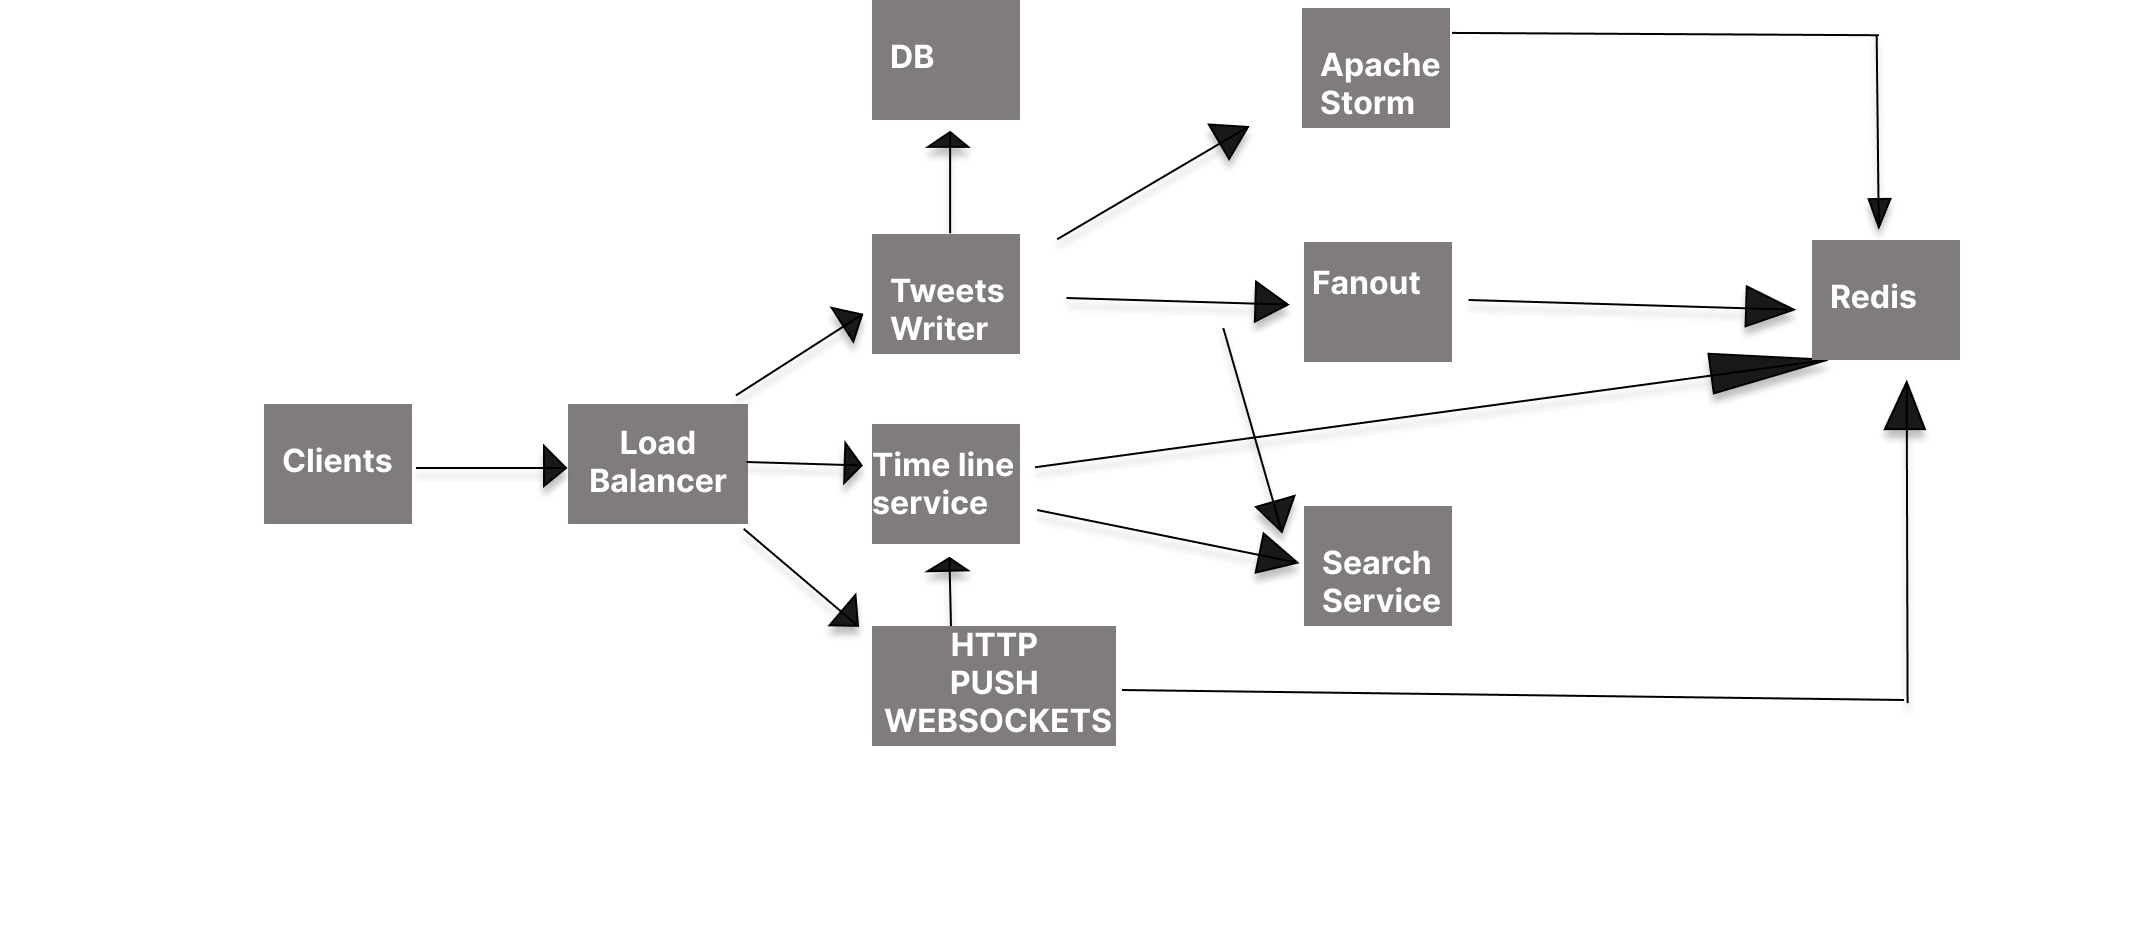 DB
Apache
Storm
Tweets
Writer
Fanout
Redis
Clients
Load
Balancer
Time line
service
Search
Service
HTTP
PUSH
WEBSOCKETS